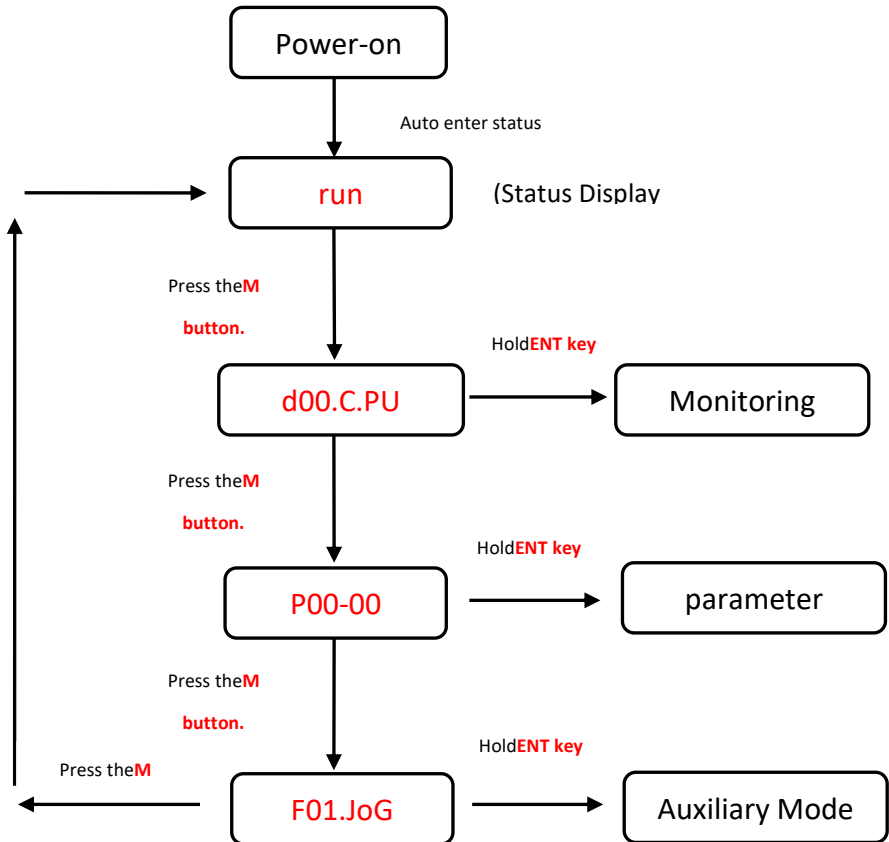 Power-on
Auto enter status
run
(Status Display
Press theM
button.
HoldENT key
d00.C.PU
Monitoring
Press theM
button.
HoldENT key
P00-00
parameter
Press theM
button.
HoldENT key
Press theM
F01.JoG
Auxiliary Mode